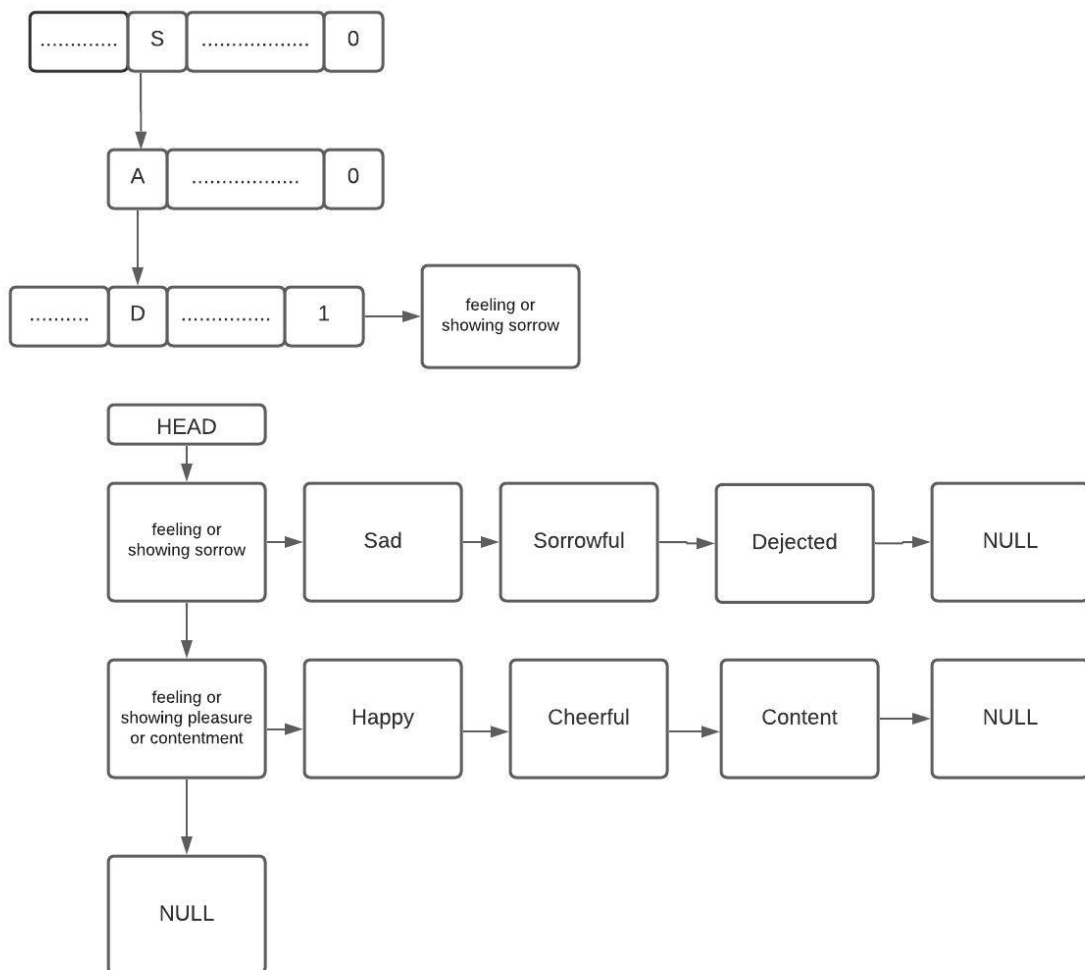 ............. S .................. 0
A .................. 0
.......... D ............... 1
feeling or
showing sorrow
HEAD
feeling or
showing sorrow
Sad
Sorrowful
Dejected
NULL
feeling or
showing pleasure
or contentment
Happy
Cheerful
Content
NULL
NULL